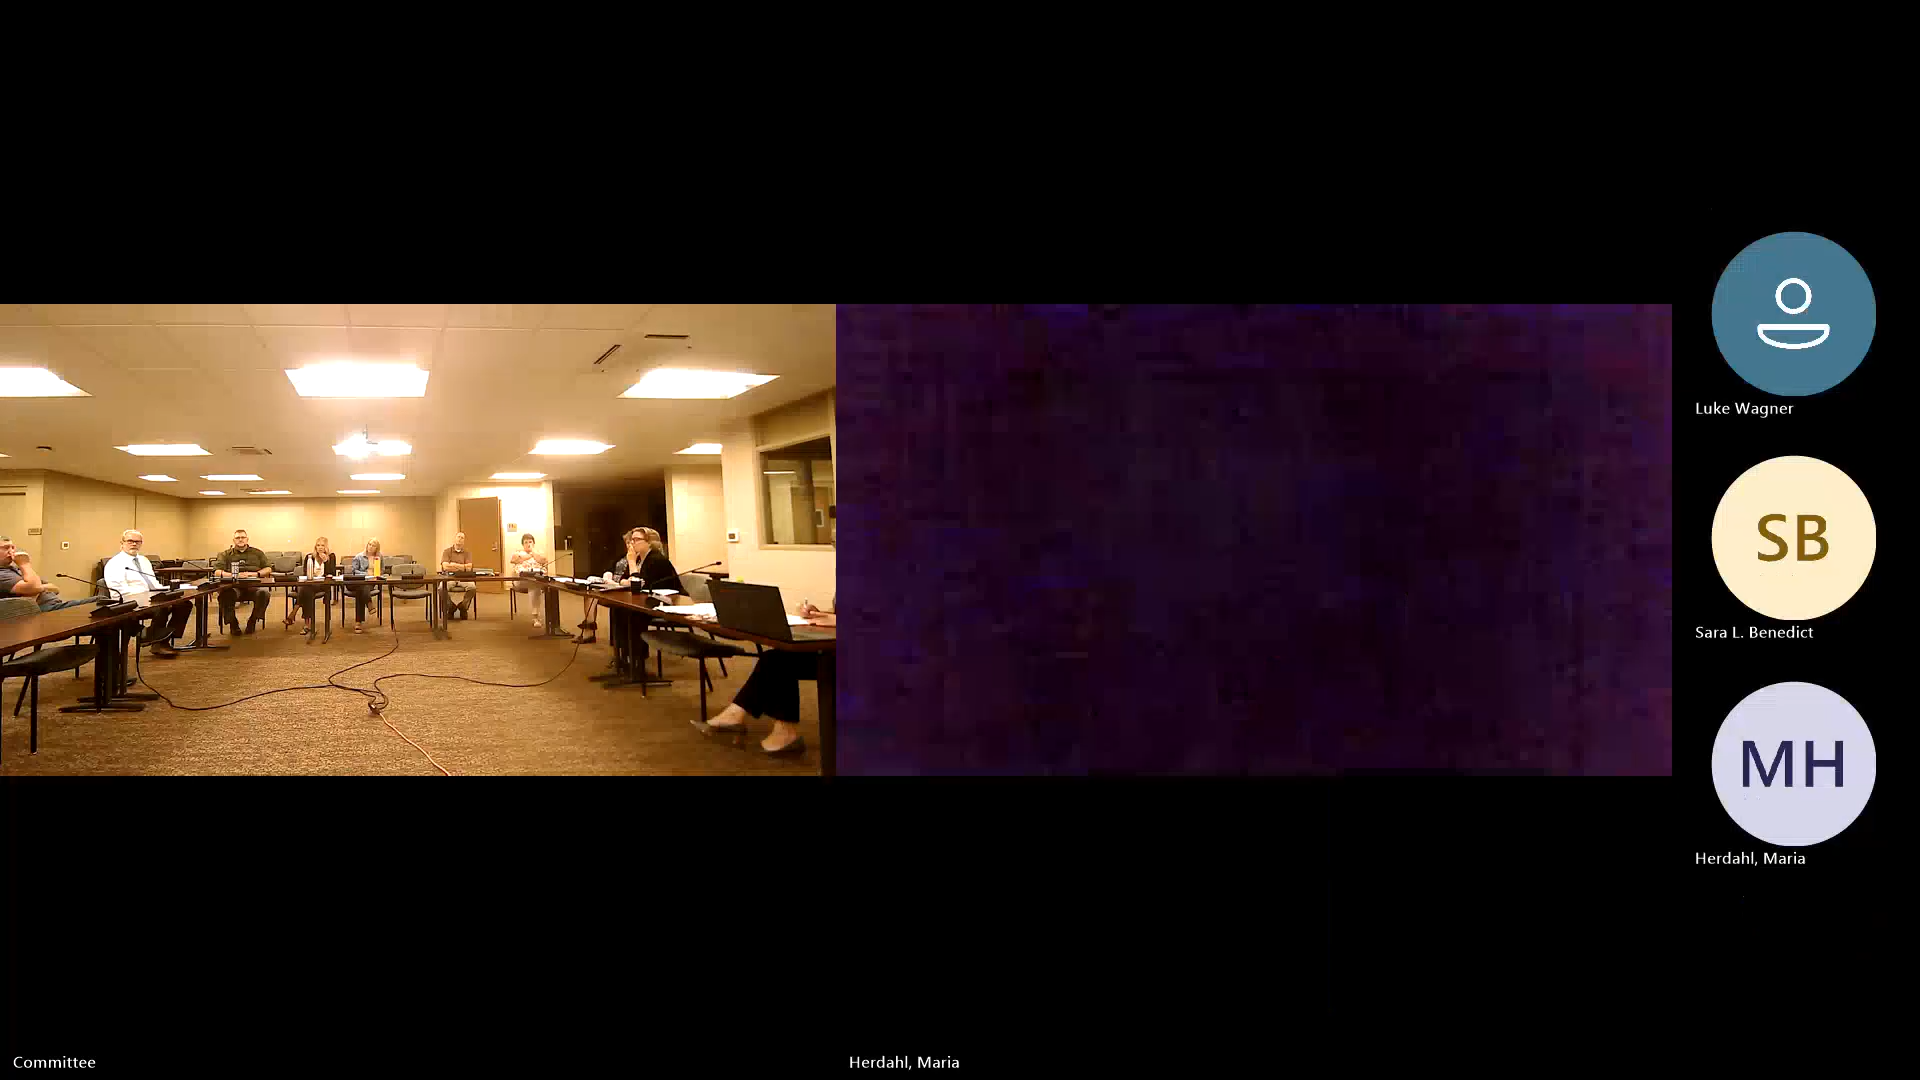 Luke Wagner
SB
Sara L. Benedict
MH
Herdahl, Maria
Committee
Herdahl, Maria